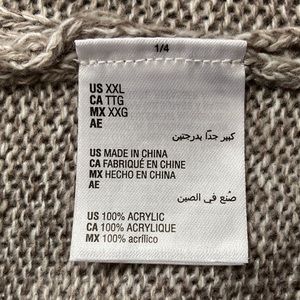 1/4
US XXL
CA TTG
MX XXG
AE
كبير جدًا بدرجتين
US MADE IN CHINA
CA FABRIQUÉ EN CHINE
MX HECHO EN CHINA
AE
صُنع في الصين
US 100% ACRYLIC
CA 100% ACRYLIQUE
MX 100% acrílico